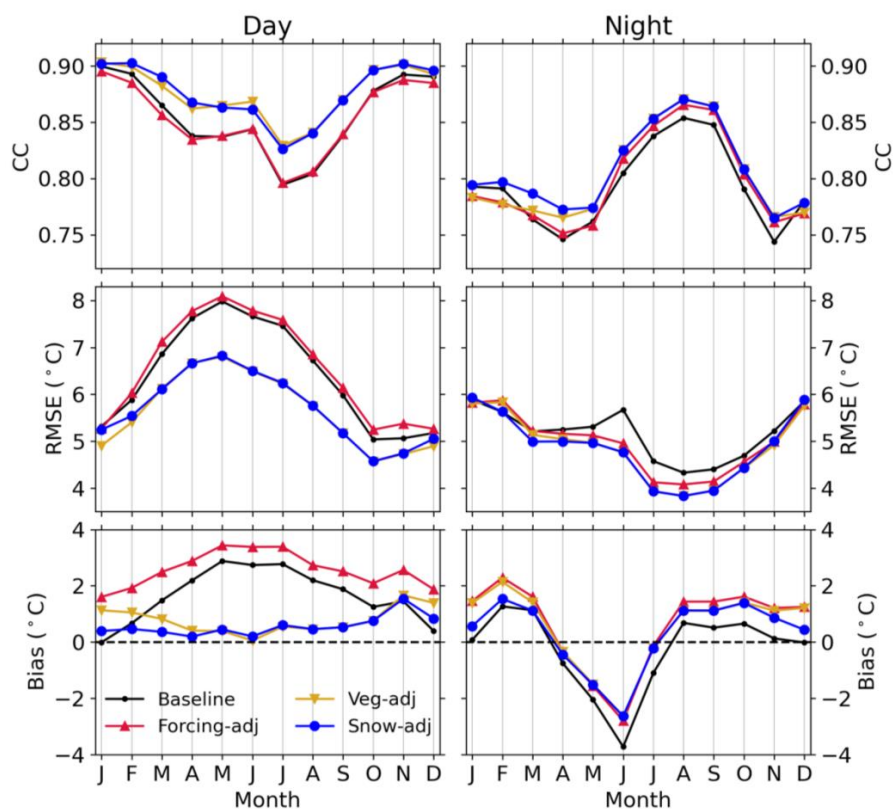 Day
Night
0.90
0.85
0.80
0.75
CC
0.90
0.85
0.80
0.75
CC
8
7
6
5
4
RMSE (°C)
8
7
6
5
4
RMSE (°C)
4
2
0
−2
−4
Bias (°C)
Baseline
Forcing-adj
Veg-adj
Snow-adj
4
2
0
−2
−4
Bias (°C)
J F M A M J J A S O N D
Month
J F M A M J J A S O N D
Month